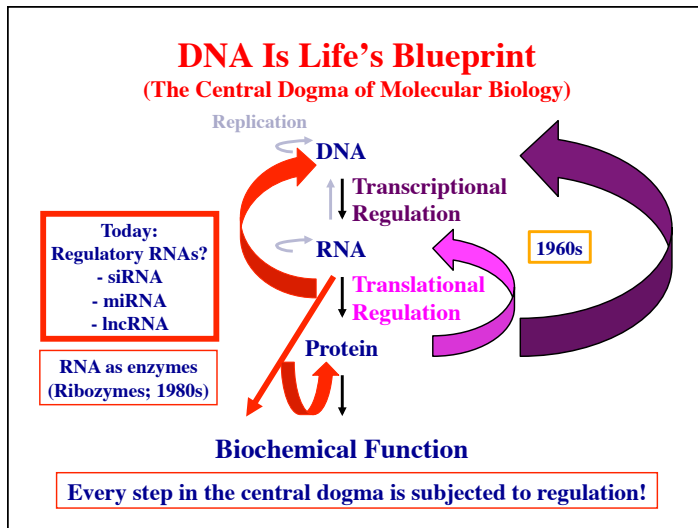 DNA Is Life's Blueprint
(The Central Dogma of Molecular Biology)
Replication
DNA
Transcriptional
Regulation
Today:
Regulatory RNAs?
- siRNA
- miRNA
- lncRNA
RNA
1960s
Translational
Regulation
Protein
RNA as enzymes
(Ribozymes; 1980s)
Biochemical Function
Every step in the central dogma is subjected to regulation!